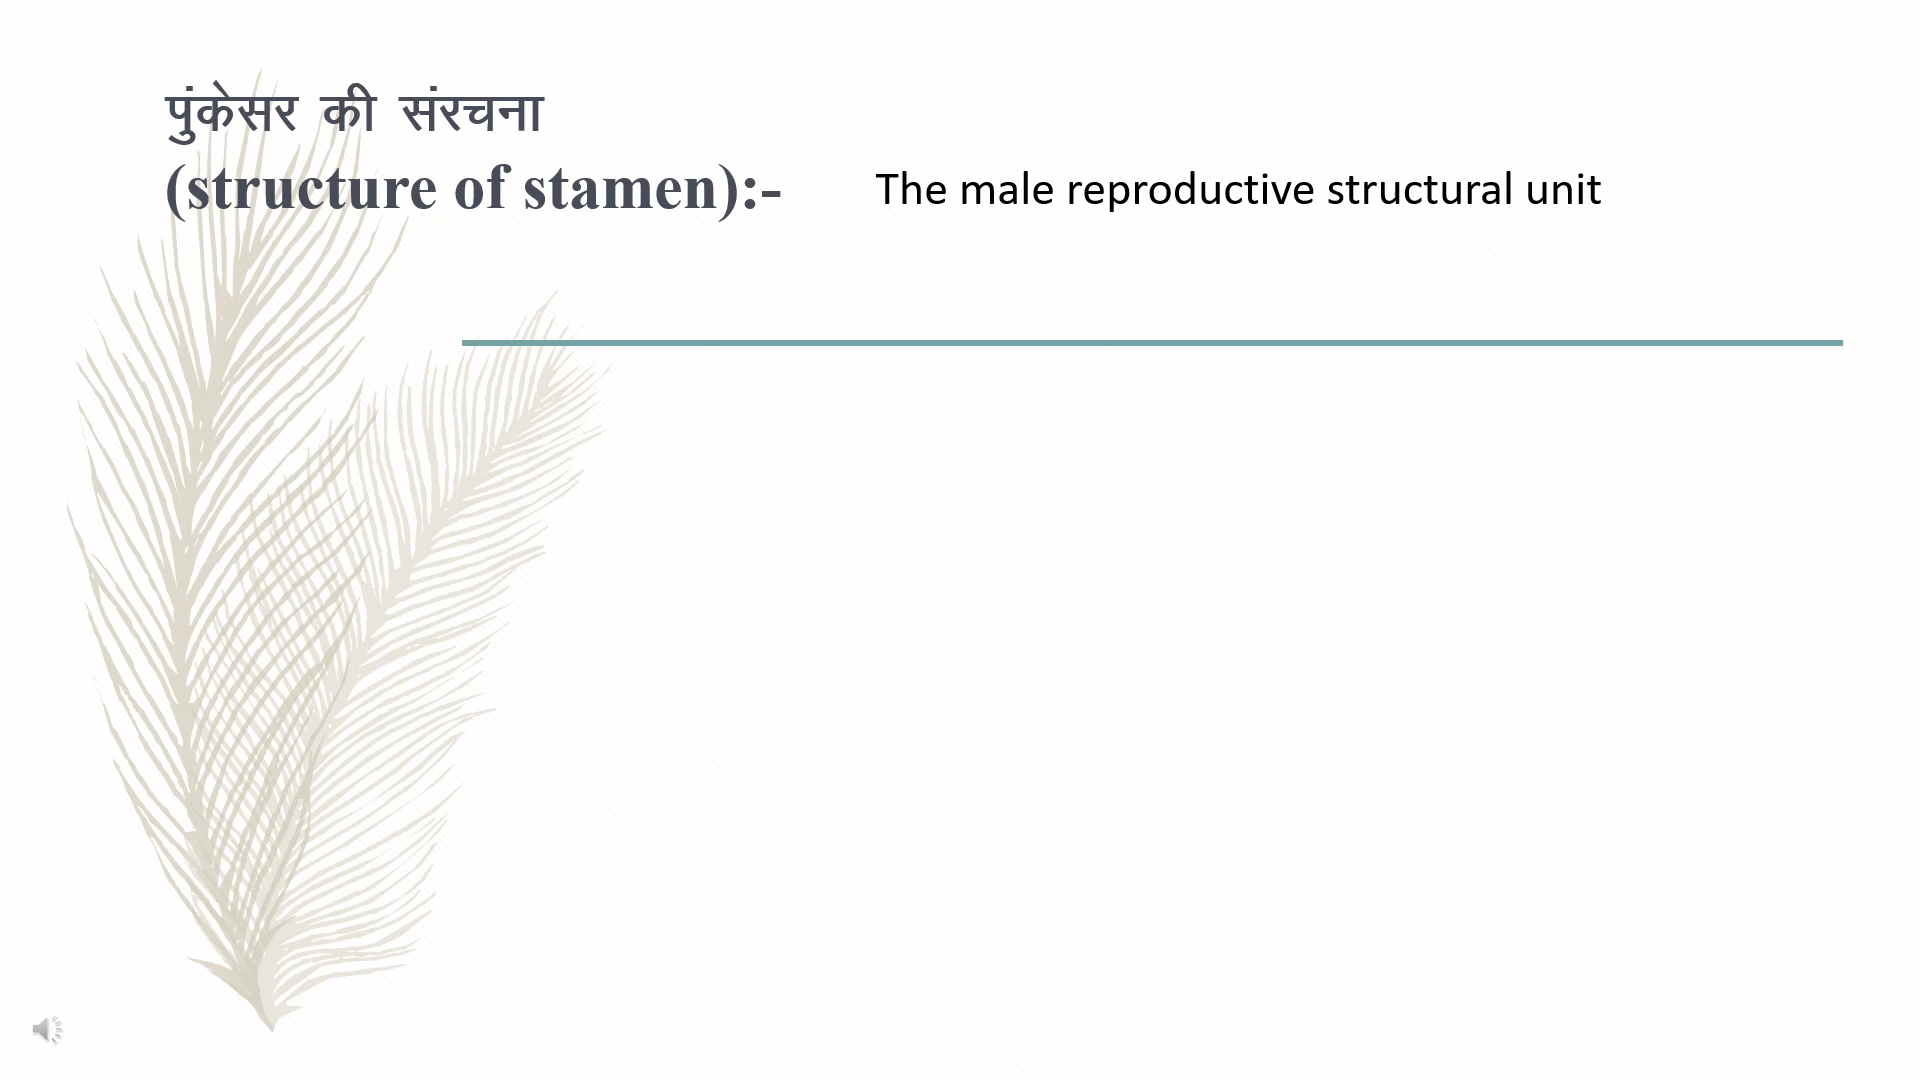 पुंकेसर की संरचना
(structure of stamen):- The male reproductive structural unit